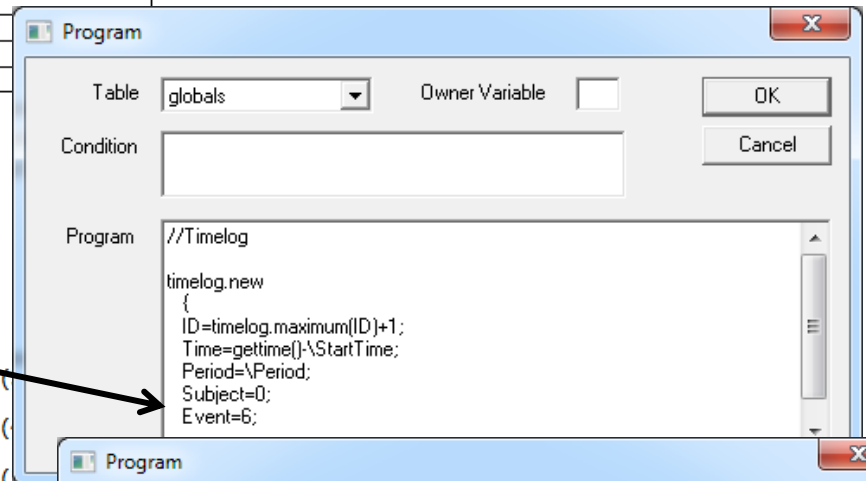 Program
Table globals Owner Variable OK
Condition Cancel
Program //Timelog
timelog.new
{
ID=timelog.maximum(ID)+1;
Time=gettime()-\StartTime;
Period=\Period;
Subject=0;
Event=6;
(
(
(
Program